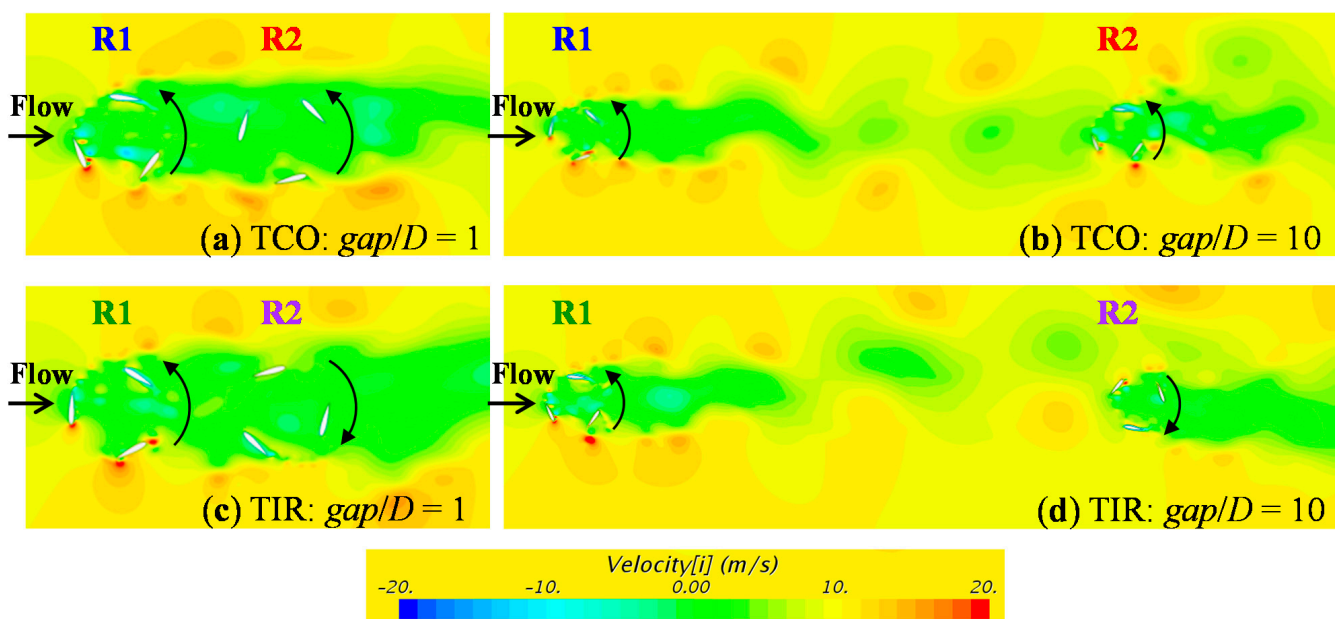 R1 R2
Flow
(a) TCO: gap/D = 1
R1 R2
Flow
(b) TCO: gap/D = 10
R1 R2
Flow
(c) TIR: gap/D = 1
R1 R2
Flow
(d) TIR: gap/D = 10
Velocity[i] (m/s)
-20. -10. 0.00 10. 20.